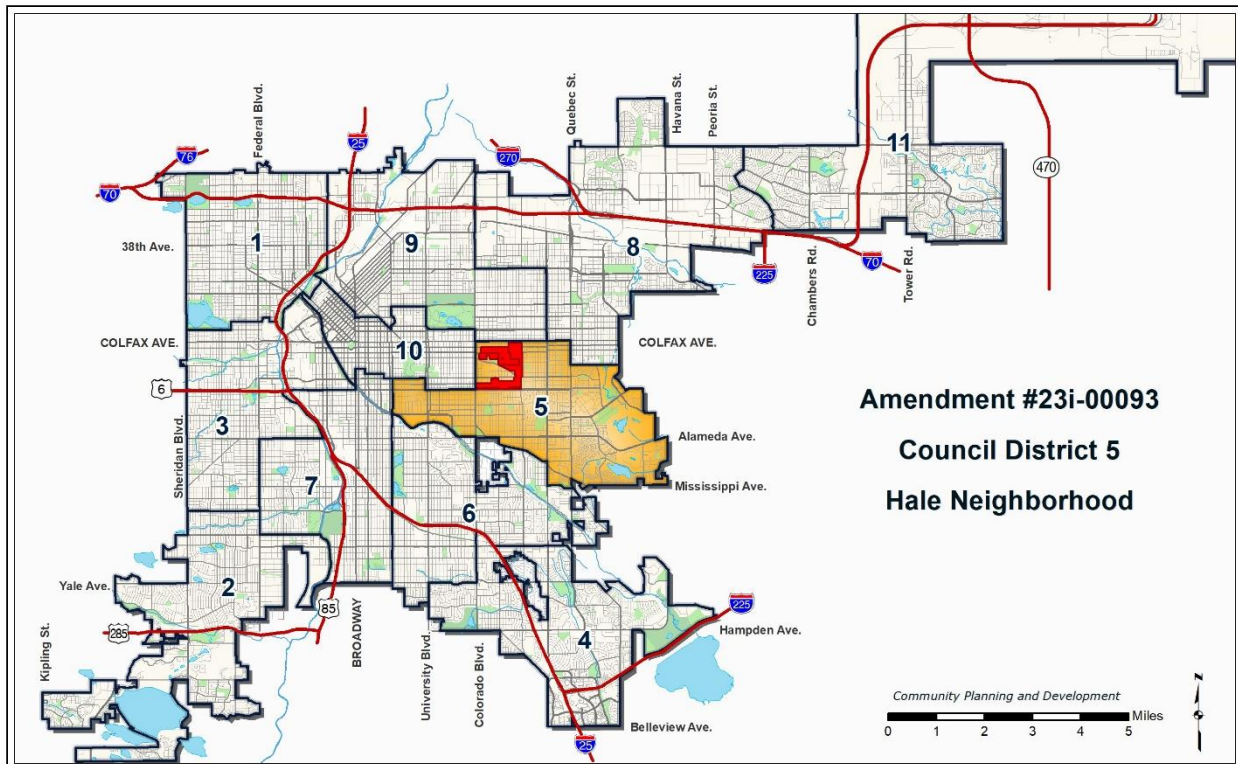 Quebec St.
Havana St.
Peoria St.
Federal Blvd.
25
76
270
70
11
470
38th Ave.
1
9
8
225
Chambers Rd.
70
Tower Rd.
COLFAX AVE.
10
COLFAX AVE.
6
3
5
Sheridan Blvd.
Alameda Ave.
Mississippi Ave.
7
6
Amendment #23i-00093
Council District 5
Hale Neighborhood
Yale Ave.
2
85
BROADWAY
225
285
Kipling St.
University Blvd.
Colorado Blvd.
4
Hampden Ave.
Belleview Ave.
25
Community Planning and Development
Miles
0 1 2 3 4 5
N